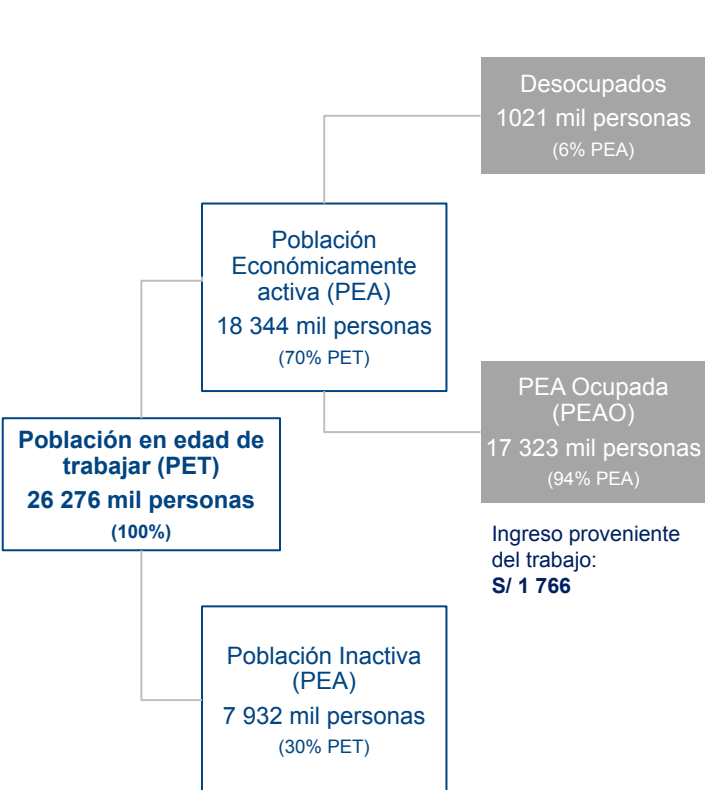 Desocupados
1021 mil personas
(6% PEA)
Población
Económicamente
activa (PEA)
18 344 mil personas
(70% PET)
PEA Ocupada
(PEAO)
17 323 mil personas
(94% PEA)
Población en edad de
trabajar (PET)
26 276 mil personas
(100%)
Ingreso proveniente
del trabajo:
S/ 1 766
Población Inactiva
(PEA)
7 932 mil personas
(30% PET)